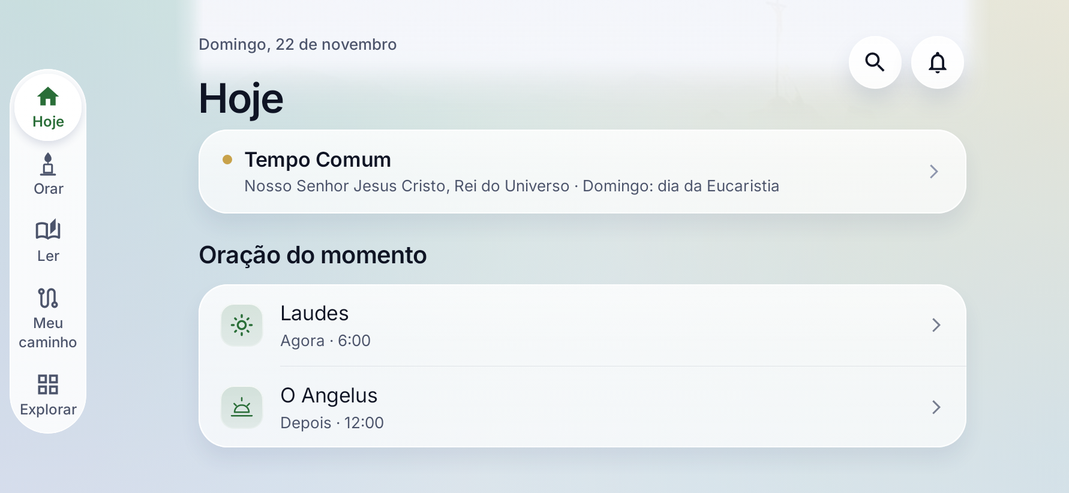 Domingo, 22 de novembro
Hoje
Hoje
Orar
Ler
Meu
caminho
Explorar
Tempo Comum
Nosso Senhor Jesus Cristo, Rei do Universo · Domingo: dia da Eucaristia
Oração do momento
Laudes
Agora · 6:00
O Angelus
Depois · 12:00